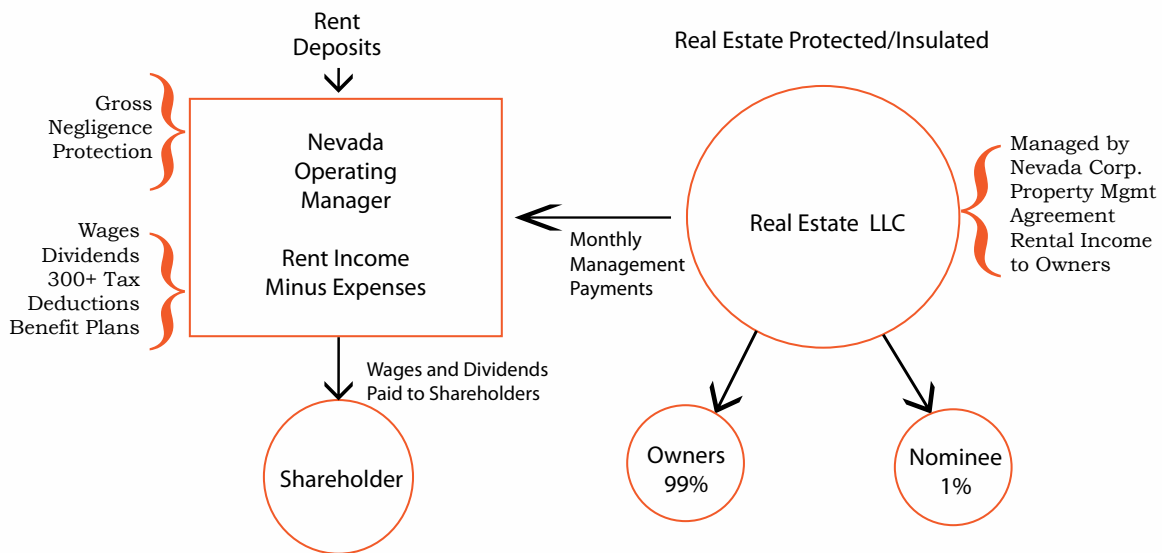 Rent
Deposits
Real Estate Protected/Insulated
Gross
Negligence
Protection
Nevada
Operating
Manager
Rent Income
Minus Expenses
Wages
Dividends
300+ Tax
Deductions
Benefit Plans
Monthly
Management
Payments
Real Estate LLC
Managed by
Nevada Corp.
Property Mgmt
Agreement
Rental Income
to Owners
Wages and Dividends
Paid to Shareholders
Shareholder
Owners
99%
Nominee
1%